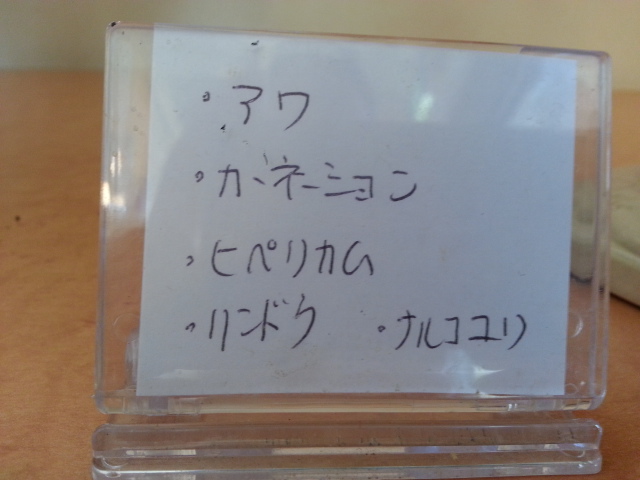 ・アワ
・カーネーション
・ヒペリカム
・リンドウ ・ナルコユリ